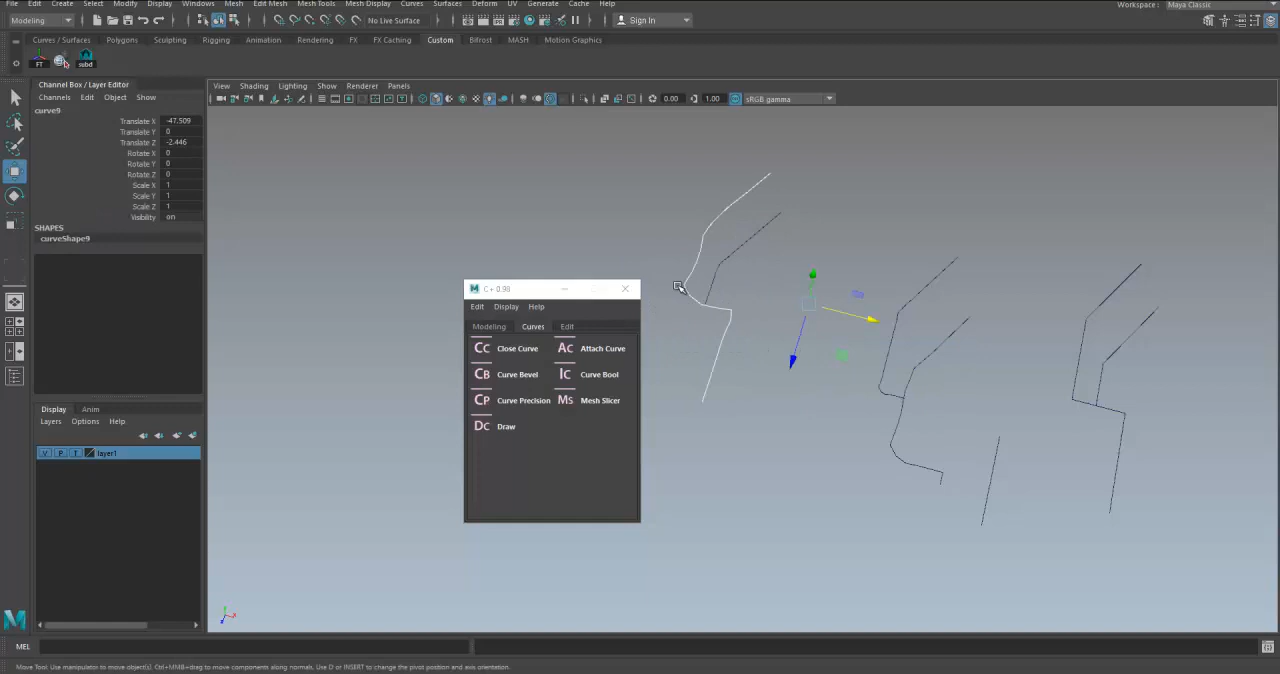 File Edit Create Select Modify Display Windows Mesh Edit Mesh Mesh Tools Mesh Display Curves Surfaces Deform UV Generate Cache Help
Workspace : Maya Classic
Modeling No Live Surface Sign In
Curves / Surfaces Polygons Sculpting Rigging Animation Rendering FX FX Caching Custom Bifrost MASH Motion Graphics
FT subd
Channel Box / Layer Editor
Channels Edit Object Show
curve9
Translate X -47.509
Translate Y 0
Translate Z -2.446
Rotate X 0
Rotate Y 0
Rotate Z 0
Scale X 1
Scale Y 1
Scale Z 1
Visibility on
SHAPES
curveShape9
Display Anim
Layers Options Help
V P T layer1
View Shading Lighting Show Renderer Panels
0.00 1.00 sRGB gamma
C+ 0.98
Edit Display Help
Modeling Curves Edit
Cc Close Curve Ac Attach Curve
CB Curve Bevel Ic Curve Bool
CP Curve Precision Ms Mesh Slicer
Dc Draw
MEL
Move Tool: Use manipulator to move object(s). Ctrl+MMB+drag to move components along normals. Use D or INSERT to change the pivot position and axis orientation.